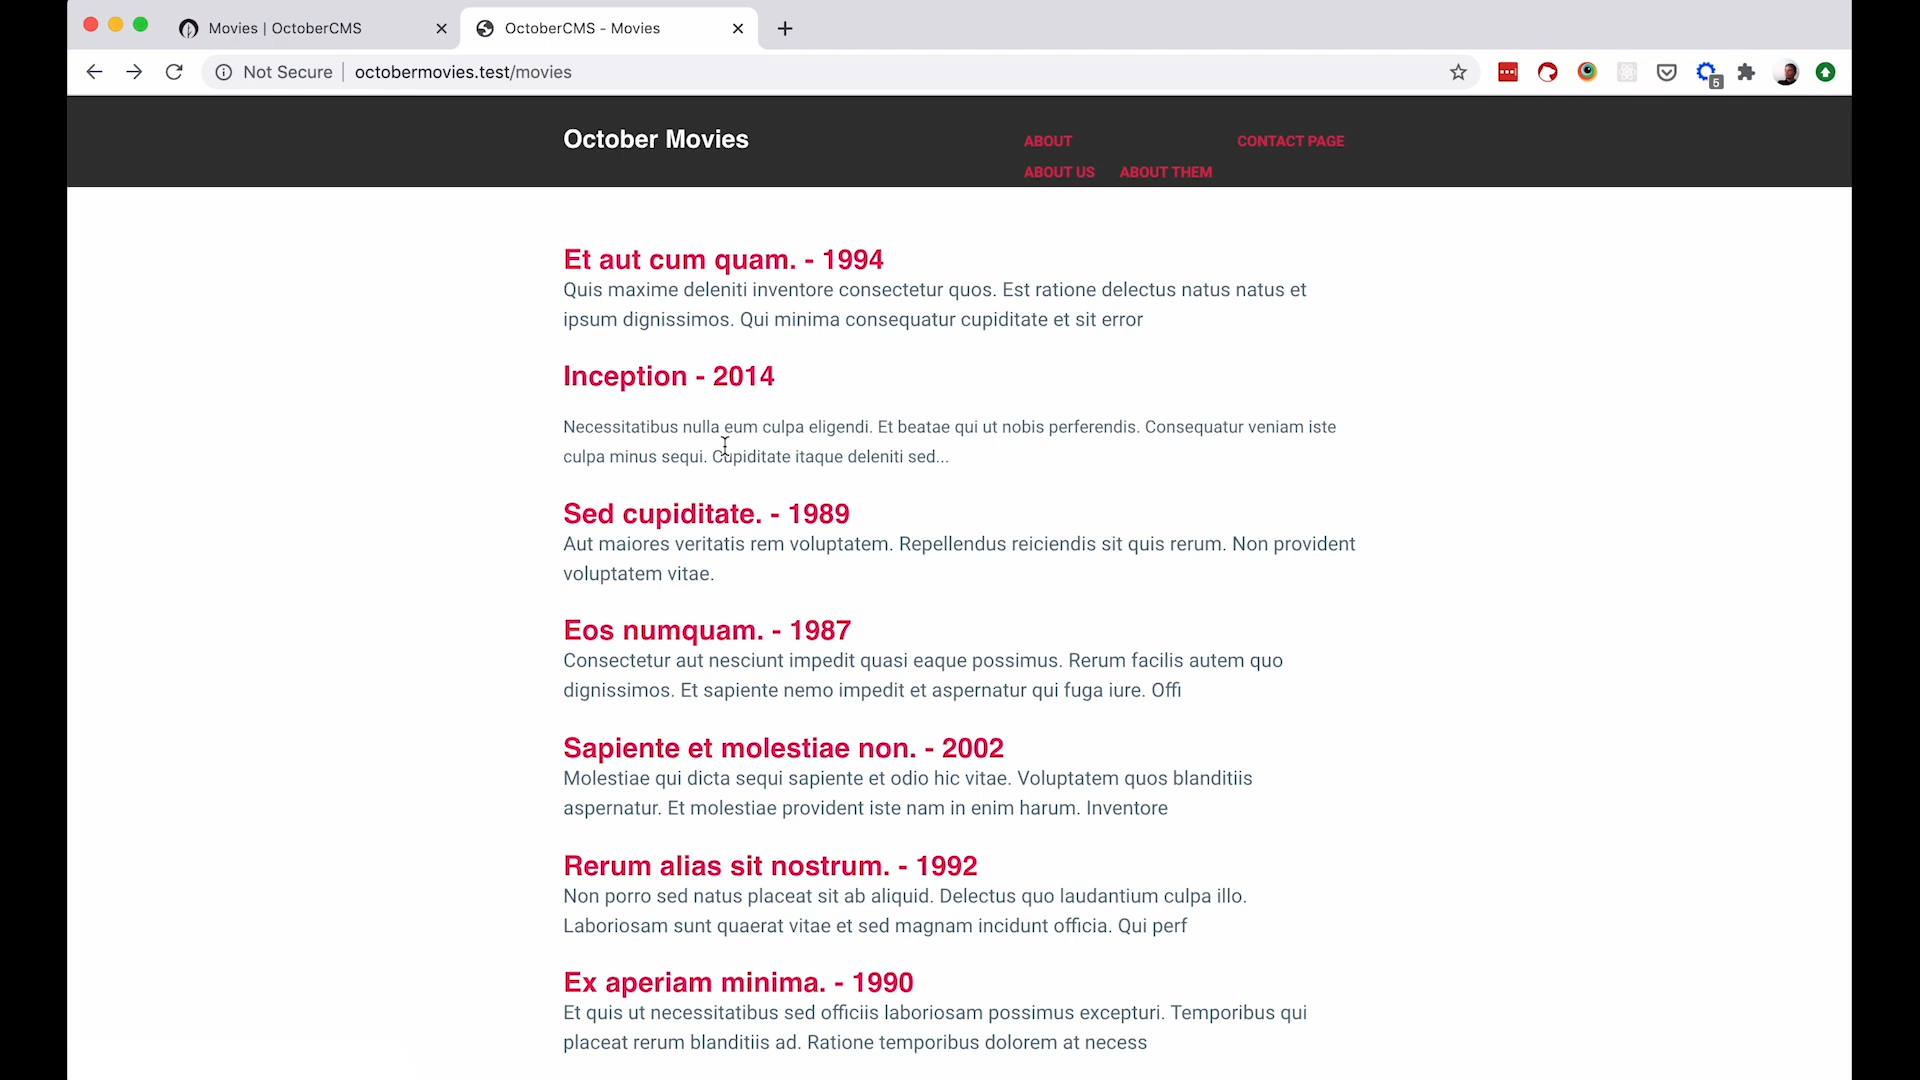 Movies | OctoberCMS
OctoberCMS - Movies
Not Secure
octobermovies.test/movies
5
October Movies
ABOUT
CONTACT PAGE
ABOUT US
ABOUT THEM
Et aut cum quam. - 1994
Quis maxime deleniti inventore consectetur quos. Est ratione delectus natus natus et
ipsum dignissimos. Qui minima consequatur cupiditate et sit error
Inception - 2014
Necessitatibus nulla eum culpa eligendi. Et beatae qui ut nobis perferendis. Consequatur veniam iste
culpa minus sequi. Cupiditate itaque deleniti sed...
Sed cupiditate. - 1989
Aut maiores veritatis rem voluptatem. Repellendus reiciendis sit quis rerum. Non provident
voluptatem vitae.
Eos numquam. - 1987
Consectetur aut nesciunt impedit quasi eaque possimus. Rerum facilis autem quo
dignissimos. Et sapiente nemo impedit et aspernatur qui fuga iure. Offi
Sapiente et molestiae non. - 2002
Molestiae qui dicta sequi sapiente et odio hic vitae. Voluptatem quos blanditiis
aspernatur. Et molestiae provident iste nam in enim harum. Inventore
Rerum alias sit nostrum. - 1992
Non porro sed natus placeat sit ab aliquid. Delectus quo laudantium culpa illo.
Laboriosam sunt quaerat vitae et sed magnam incidunt officia. Qui perf
Ex aperiam minima. - 1990
Et quis ut necessitatibus sed officiis laboriosam possimus excepturi. Temporibus qui
placeat rerum blanditiis ad. Ratione temporibus dolorem at necess